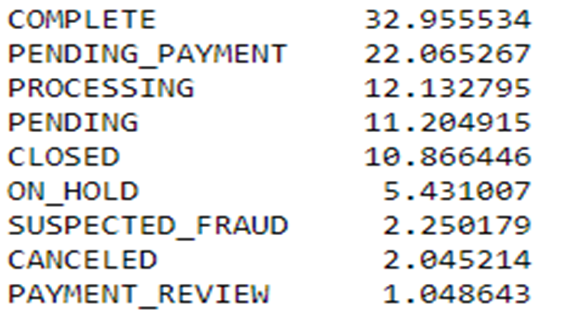 COMPLETE 32.955534
PENDING_PAYMENT 22.065267
PROCESSING 12.132795
PENDING 11.204915
CLOSED 10.866446
ON_HOLD 5.431007
SUSPECTED_FRAUD 2.250179
CANCELED 2.045214
PAYMENT_REVIEW 1.048643